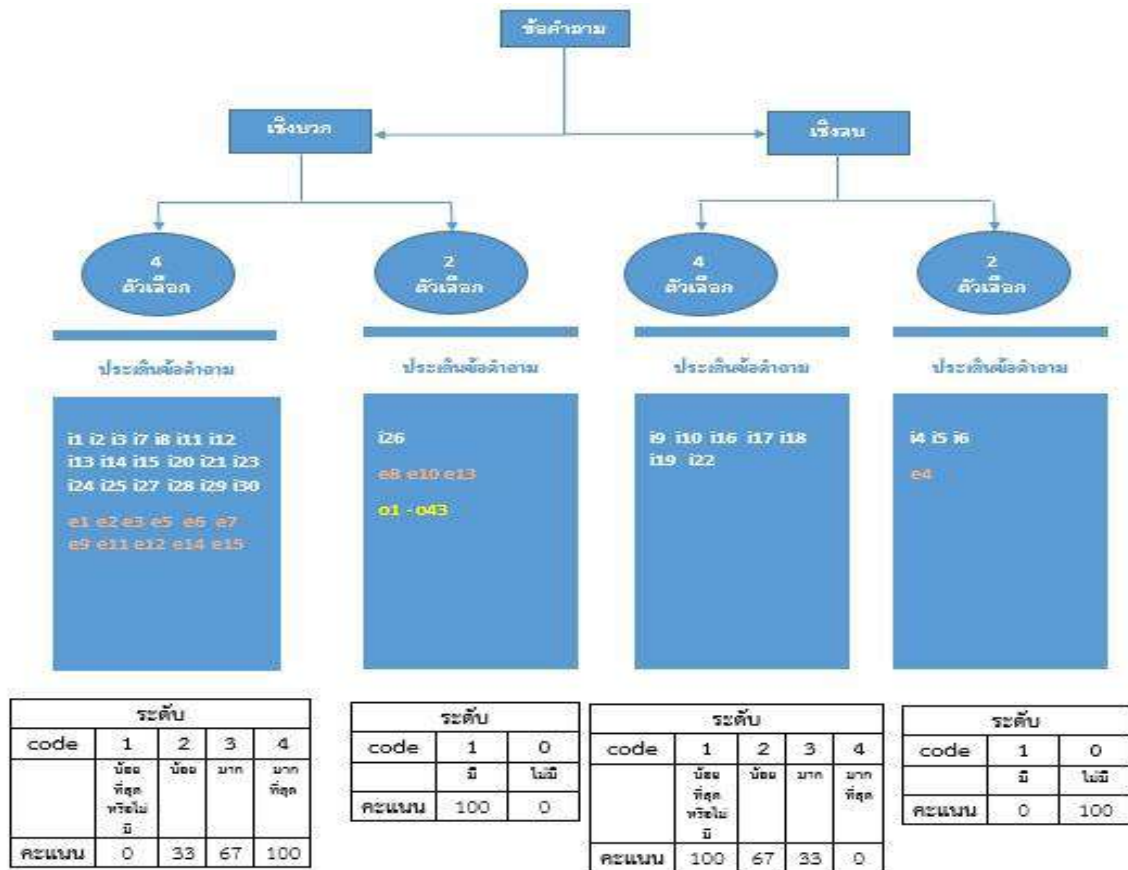 ข้อคำถาม
เชิงบวก
เชิงลบ
4
ตัวเลือก
2
ตัวเลือก
4
ตัวเลือก
2
ตัวเลือก
ประเด็นข้อคำถาม
ประเด็นข้อคำถาม
ประเด็นข้อคำถาม
ประเด็นข้อคำถาม
i1 i2 i3 i7 i8 i11 i12
i13 i14 i15 i20 i21 i23
i24 i25 i27 i28 i29 i30
e1 e2 e3 e5 e6 e7
e9 e11 e12 e14 e15
i26
e8 e10 e13
o1 - o43
i9 i10 i16 i17 i18
i19 i22
i4 i5 i6
e4
ระดับ
code 1 2 3 4
น้อยที่สุดหรือไม่มี น้อย มาก มากที่สุด
คะแนน 0 33 67 100
ระดับ
code 1 0
มี ไม่มี
คะแนน 100 0
ระดับ
code 1 2 3 4
น้อยที่สุดหรือไม่มี น้อย มาก มากที่สุด
คะแนน 100 67 33 0
ระดับ
code 1 0
มี ไม่มี
คะแนน 0 100